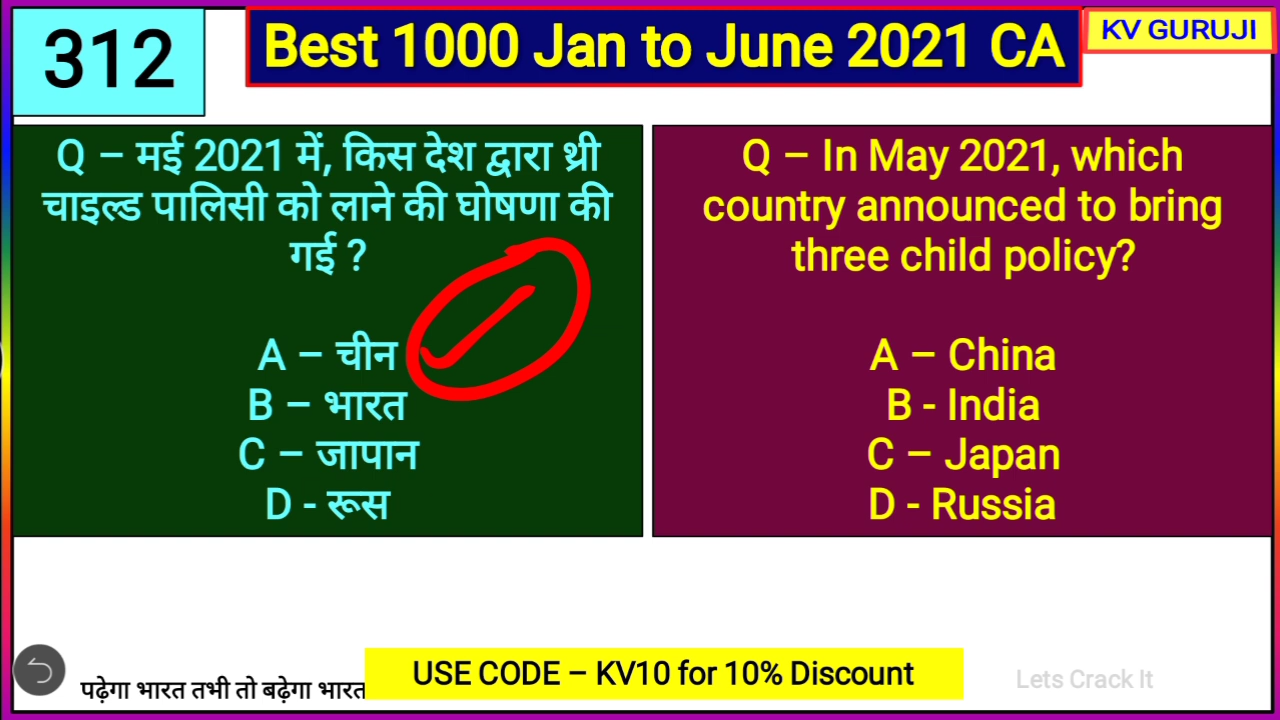 312
Best 1000 Jan to June 2021 CA
KV GURUJI
Q – मई 2021 में, किस देश द्वारा थ्री
चाइल्ड पालिसी को लाने की घोषणा की
गई ?
A – चीन
B – भारत
C – जापान
D - रूस
Q – In May 2021, which
country announced to bring
three child policy?
A – China
B - India
C – Japan
D - Russia
पढ़ेगा भारत तभी तो बढ़ेगा भारत
USE CODE – KV10 for 10% Discount
Lets Crack It